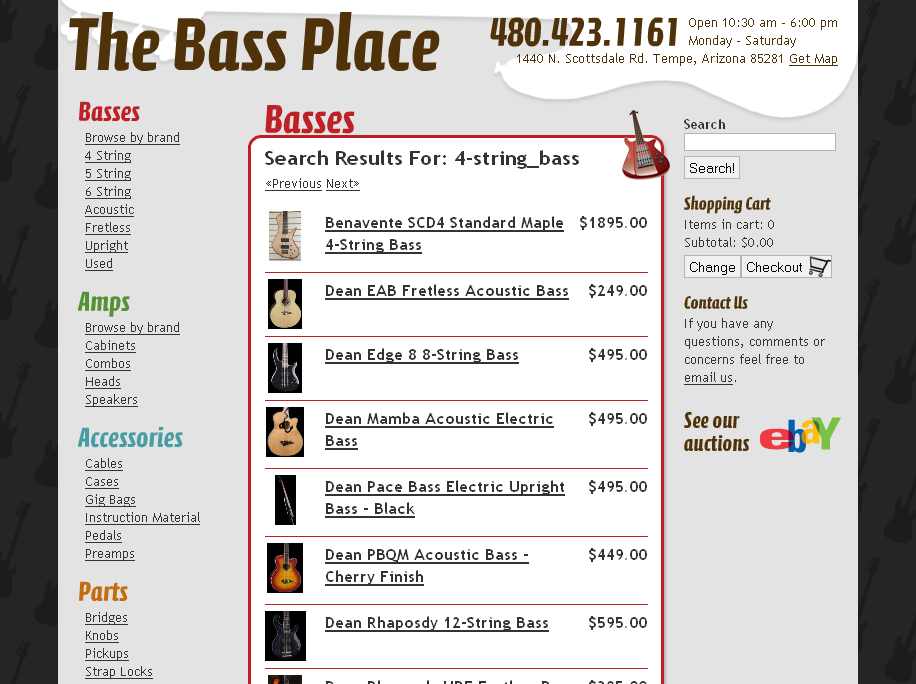 The Bass Place
480.423.1161
Open 10:30 am - 6:00 pm
Monday - Saturday
1440 N. Scottsdale Rd. Tempe, Arizona 85281 Get Map
Basses
Browse by brand
4 String
5 String
6 String
Acoustic
Fretless
Upright
Used
Amps
Browse by brand
Cabinets
Combos
Heads
Speakers
Accessories
Cables
Cases
Gig Bags
Instruction Material
Pedals
Preamps
Parts
Bridges
Knobs
Pickups
Strap Locks
Basses
Search Results For: 4-string_bass
«Previous Next»
Benavente SCD4 Standard Maple $1895.00
4-String Bass
Dean EAB Fretless Acoustic Bass $249.00
Dean Edge 8 8-String Bass $495.00
Dean Mamba Acoustic Electric $495.00
Bass
Dean Pace Bass Electric Upright $495.00
Bass - Black
Dean PBQM Acoustic Bass - $449.00
Cherry Finish
Dean Rhapsody 12-String Bass $595.00
Search
Search!
Shopping Cart
Items in cart: 0
Subtotal: $0.00
Change Checkout
Contact Us
If you have any
questions, comments or
concerns feel free to
email us.
See our
auctions
ebaY